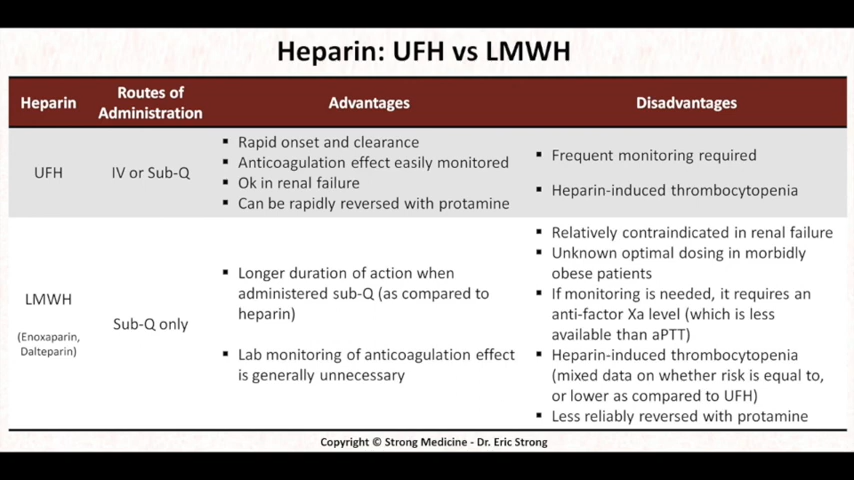 Heparin: UFH vs LMWH
Heparin
Routes of
Administration
Advantages
Disadvantages
UFH
IV or Sub-Q
▪ Rapid onset and clearance
▪ Anticoagulation effect easily monitored
▪ Ok in renal failure
▪ Can be rapidly reversed with protamine
▪ Frequent monitoring required
▪ Heparin-induced thrombocytopenia
LMWH
(Enoxaparin,
Dalteparin)
Sub-Q only
▪ Longer duration of action when
administered sub-Q (as compared to
heparin)
▪ Lab monitoring of anticoagulation effect
is generally unnecessary
▪ Relatively contraindicated in renal failure
▪ Unknown optimal dosing in morbidly
obese patients
▪ If monitoring is needed, it requires an
anti-factor Xa level (which is less
available than aPTT)
▪ Heparin-induced thrombocytopenia
(mixed data on whether risk is equal to,
or lower as compared to UFH)
▪ Less reliably reversed with protamine
Copyright © Strong Medicine - Dr. Eric Strong